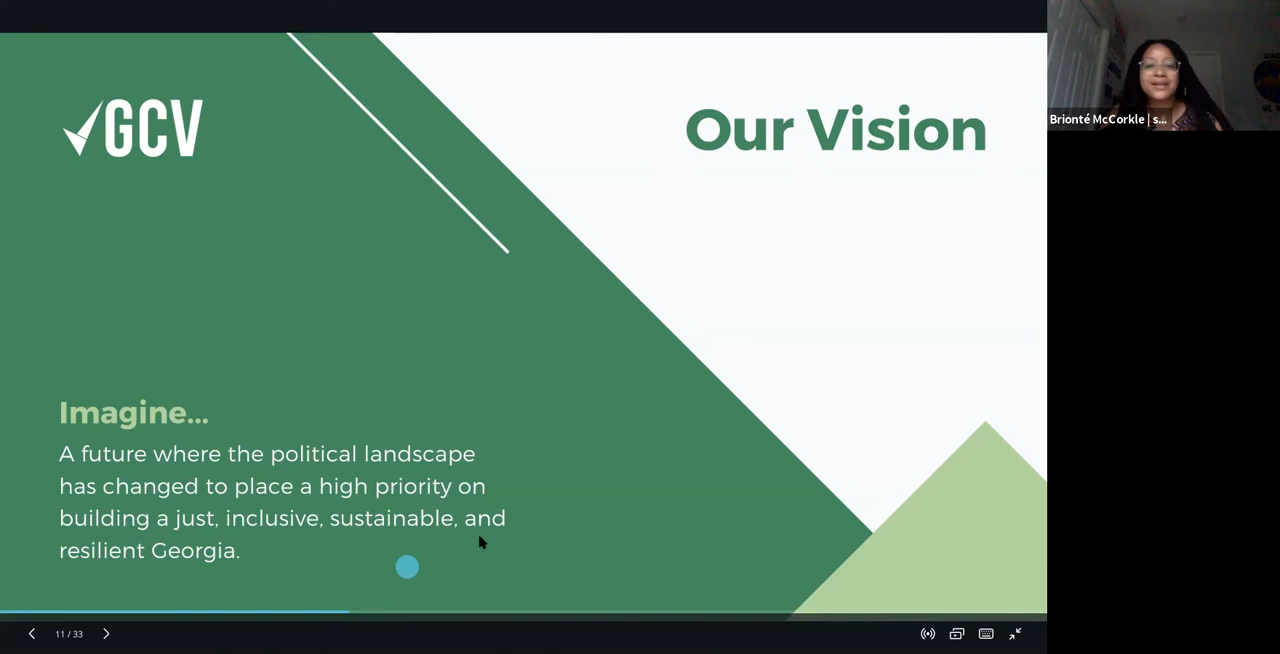 GCV
Our Vision
Brionté McCorkle | s...
Imagine...
A future where the political landscape
has changed to place a high priority on
building a just, inclusive, sustainable, and
resilient Georgia.
11 / 33